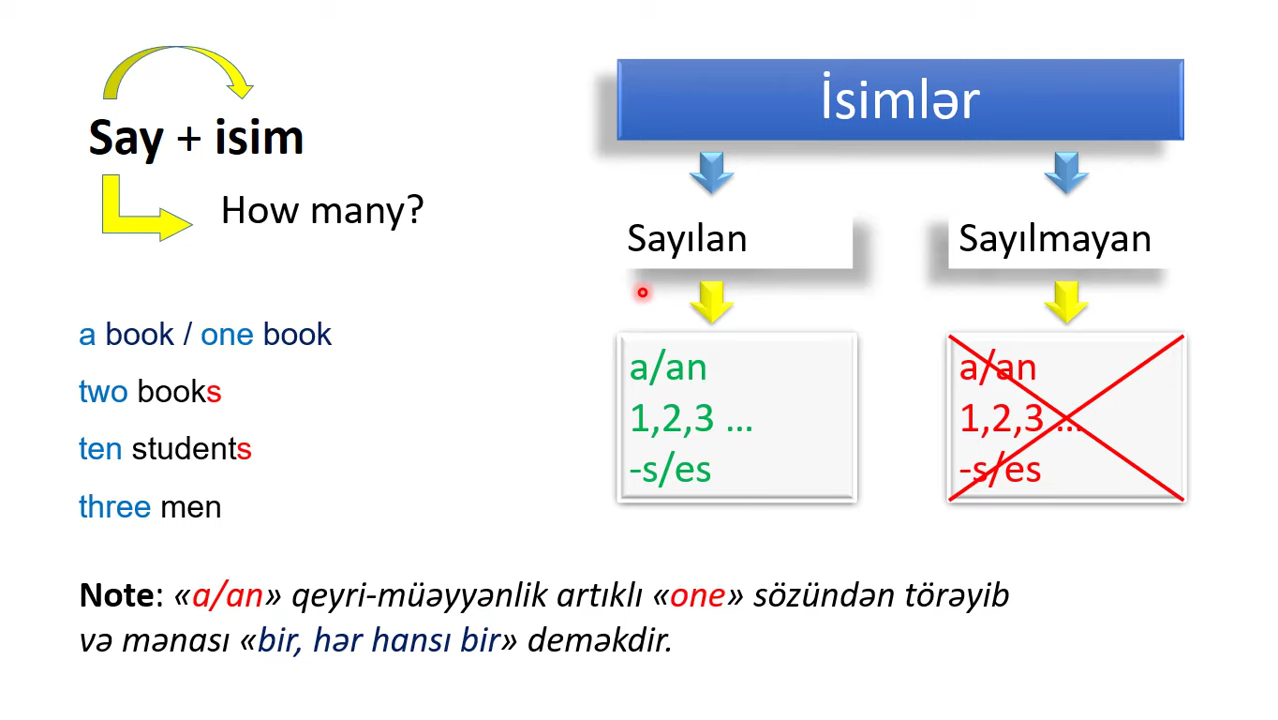 Say + isim
How many?
a book / one book
two books
ten students
three men
İsimlər
Sayılan
Sayılmayan
a/an
1,2,3 ...
-s/es
a/an
1,2,3 ...
-s/es
Note: «a/an» qeyri-müəyyənlik artıklı «one» sözündən törəyib
və mənası «bir, hər hansı bir» deməkdir.